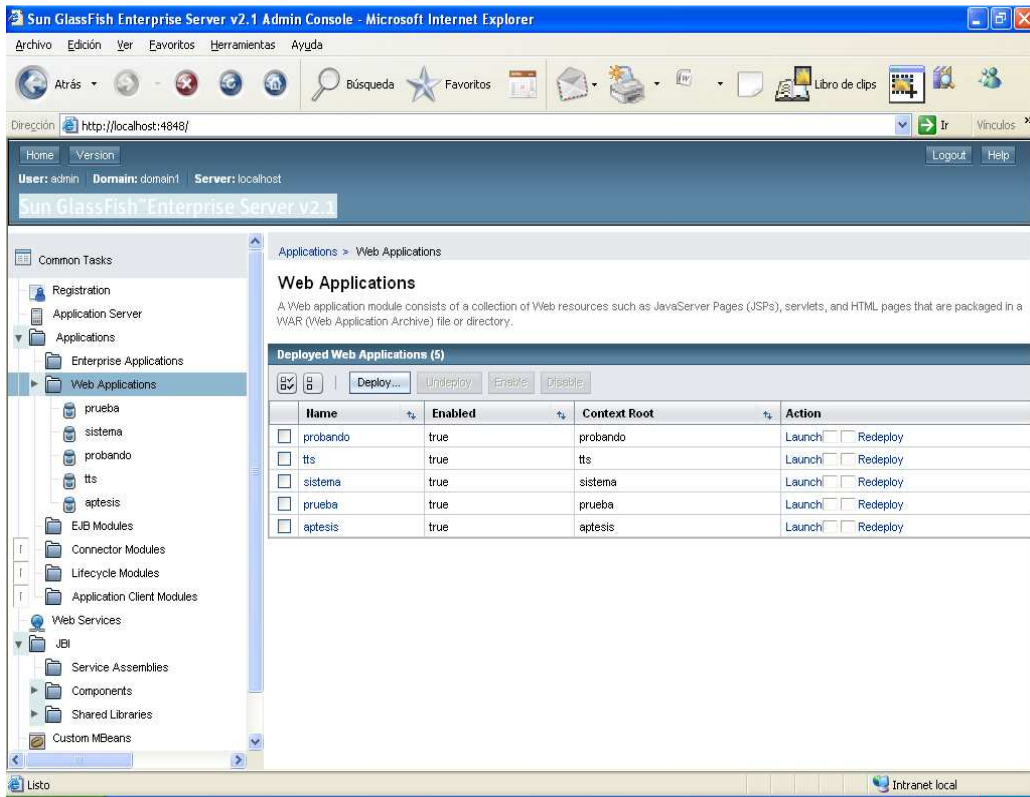 Sun GlassFish Enterprise Server v2.1 Admin Console - Microsoft Internet Explorer
Archivo Edición Ver Favoritos Herramientas Ayuda
Atrás Búsqueda Favoritos Libro de clips
Dirección http://localhost:4848/ Ir Vínculos »
Home Version Logout Help
User: admin Domain: domain1 Server: localhost
Sun GlassFish™ Enterprise Server v2.1
Common Tasks
Registration
Application Server
Applications
Enterprise Applications
Web Applications
prueba
sistema
probando
tts
aptesis
EJB Modules
Connector Modules
Lifecycle Modules
Application Client Modules
Web Services
JBI
Service Assemblies
Components
Shared Libraries
Custom MBeans
Applications > Web Applications
Web Applications
A Web application module consists of a collection of Web resources such as JavaServer Pages (JSPs), servlets, and HTML pages that are packaged in a
WAR (Web Application Archive) file or directory.
Deployed Web Applications (5)
Deploy... Undeploy Enable Disable
Name Enabled Context Root Action
probando true probando Launch Redeploy
tts true tts Launch Redeploy
sistema true sistema Launch Redeploy
prueba true prueba Launch Redeploy
aptesis true aptesis Launch Redeploy
Listo Intranet local